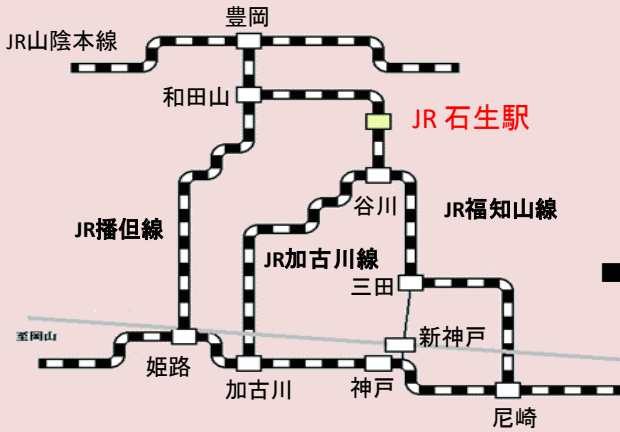 豊岡
JR山陰本線
和田山
JR 石生駅
谷川
JR福知山線
JR播但線
JR加古川線
三田
新神戸
至岡山
姫路
加古川
神戸
尼崎